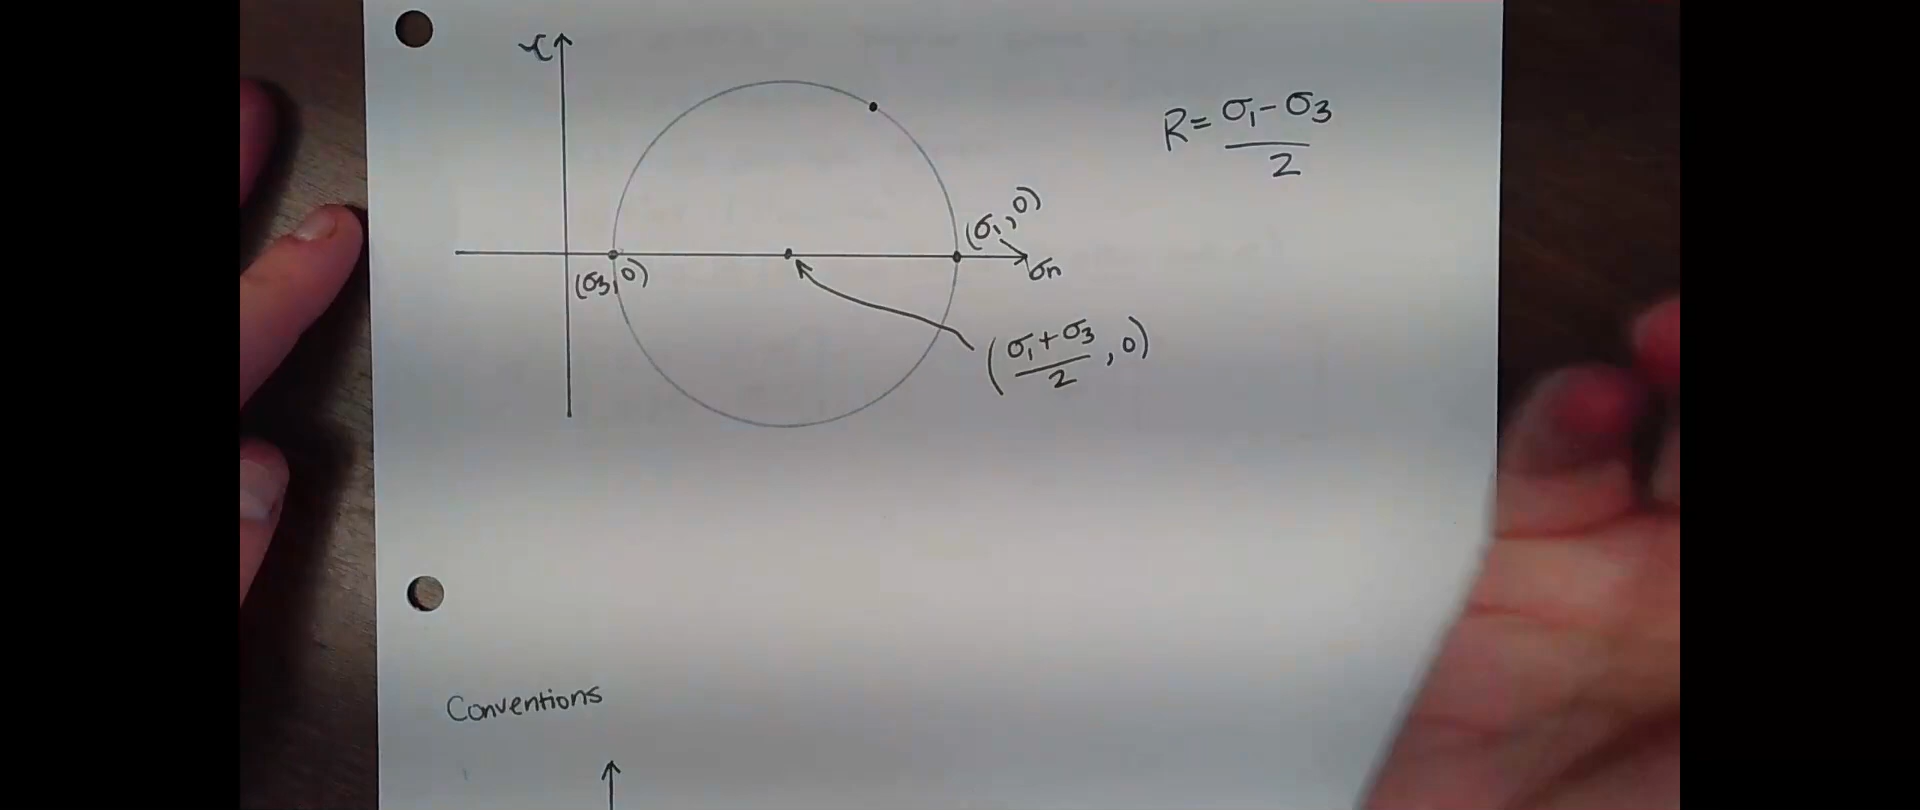 τ
R = σ₁ - σ₃ / 2
(σ₁, 0)
σn
(σ₃, 0)
(σ₁ + σ₃ / 2, 0)
Conventions